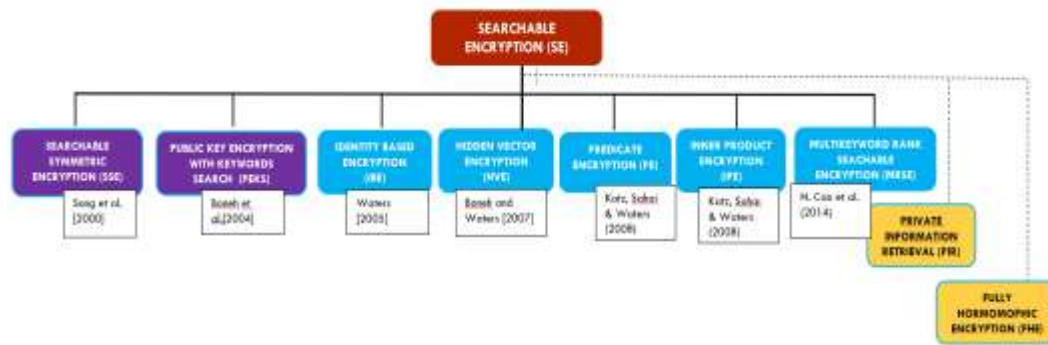 SEARCHABLE
ENCRYPTION (SE)
SEARCHABLE
SYMMETRIC
ENCRYPTION (SSE)
Song et al.
[2000]
PUBLIC KEY ENCRYPTION
WITH KEYWORDS
SEARCH (PEKS)
Boneh et
al.[2004]
IDENTITY BASED
ENCRYPTION
(IBE)
Waters
[2005]
HIDDEN VECTOR
ENCRYPTION
(HVE)
Boneh and
Waters [2007]
PREDICATE
ENCRYPTION (PE)
Katz, Sahai
& Waters
(2008)
INNER PRODUCT
ENCRYPTION
(IPE)
Katz, Sahai
& Waters
(2008)
MULTIKEYWORD RANK
SEACHABLE
ENCRYPTION (MRSE)
N. Cao et al.
(2014)
PRIVATE
INFORMATION
RETRIEVAL (PIR)
FULLY
HORMOMOPHIC
ENCRYPTION (FHE)